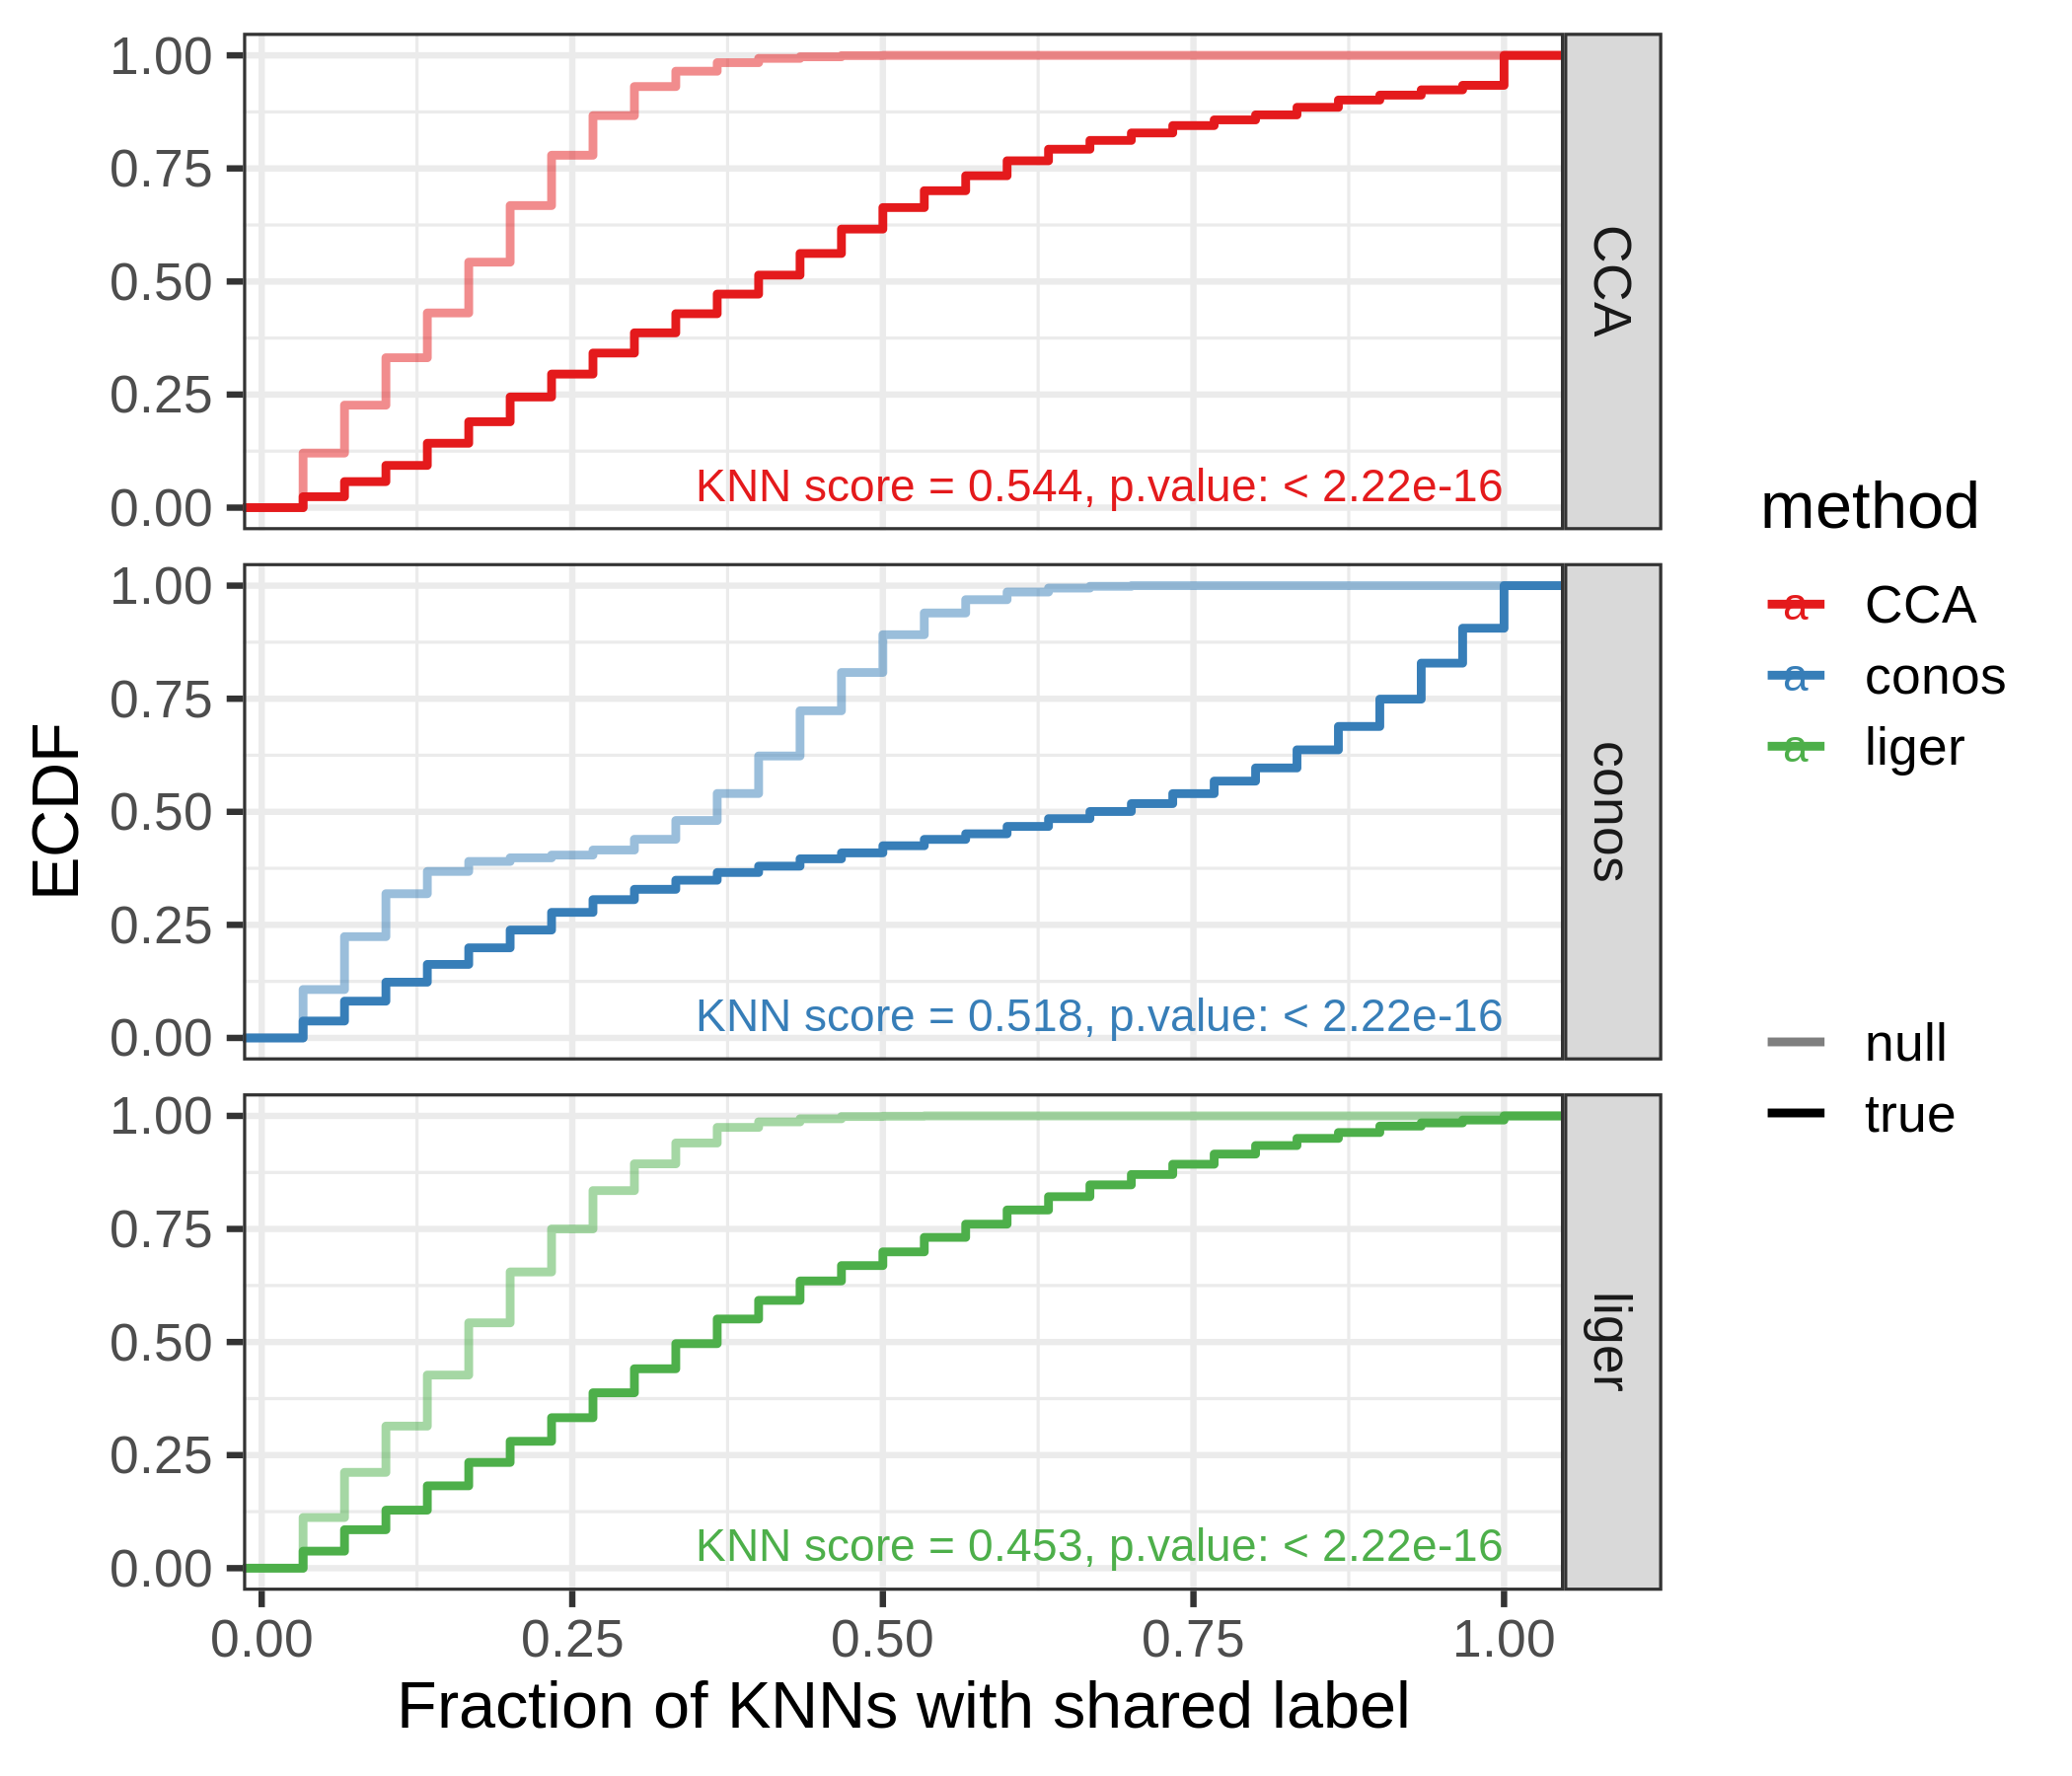 1.00
0.75
0.50
0.25
0.00
KNN score = 0.544, p.value: < 2.22e-16
CCA
1.00
0.75
0.50
0.25
0.00
KNN score = 0.518, p.value: < 2.22e-16
conos
1.00
0.75
0.50
0.25
0.00
KNN score = 0.453, p.value: < 2.22e-16
liger
ECDF
0.00 0.25 0.50 0.75 1.00
Fraction of KNNs with shared label
method
a CCA
a conos
a liger
null
true